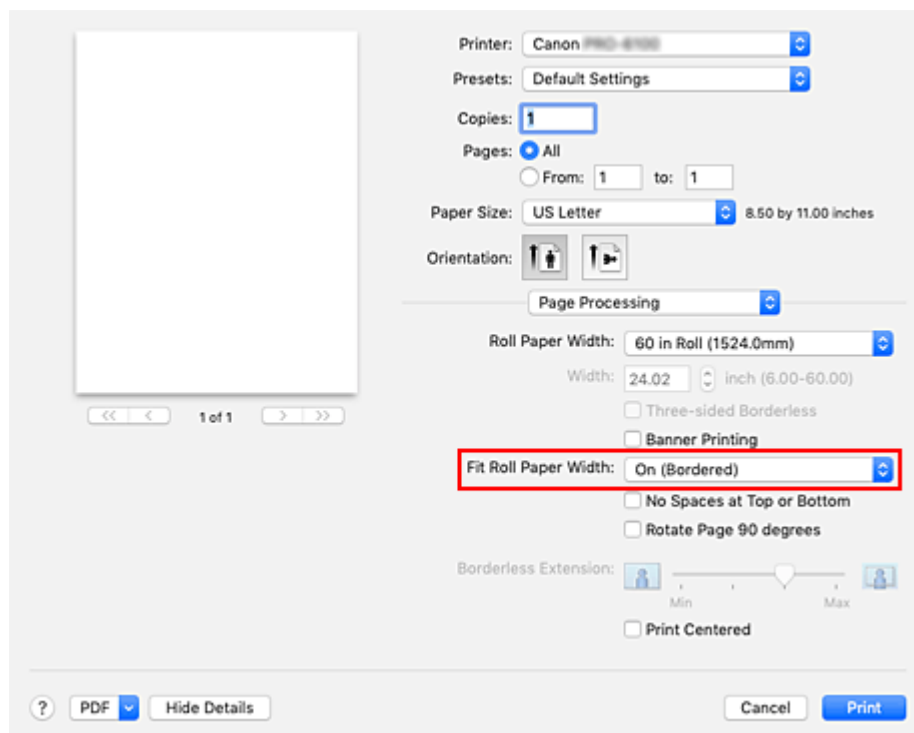 Printer: Canon
Presets: Default Settings
Copies: 1
Pages: All
From: 1 to: 1
Paper Size: US Letter 8.50 by 11.00 inches
Orientation:
Page Processing
Roll Paper Width: 60 in Roll (1524.0mm)
Width: 24.02 inch (6.00-60.00)
<< < 1 of 1 > >>
Three-sided Borderless
Banner Printing
Fit Roll Paper Width: On (Bordered)
No Spaces at Top or Bottom
Rotate Page 90 degrees
Borderless Extension:
Min Max
Print Centered
? PDF Hide Details Cancel Print